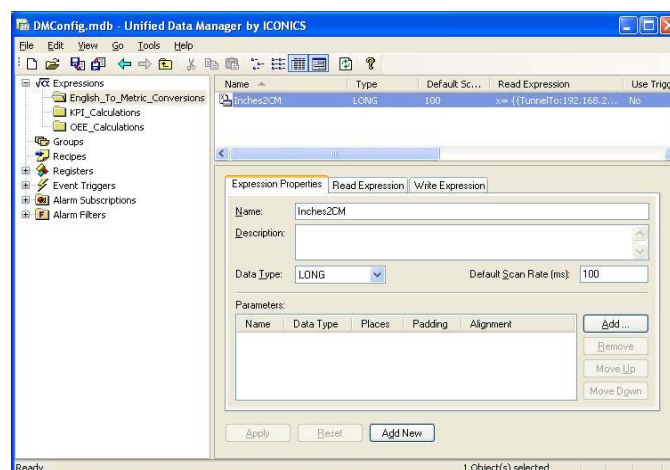 DMConfig.mdb - Unified Data Manager by ICONICS
File Edit View Go Tools Help
Expressions
English_To_Metric_Conversions
KPI_Calculations
OEE_Calculations
Groups
Recipes
Registers
Event Triggers
Alarm Subscriptions
Alarm Filters
Name Type Default Sc... Read Expression Use Trigg
Inches2CM LONG 100 x= {{TunnelTo:192.168.2... No
Expression Properties Read Expression Write Expression
Name: Inches2CM
Description:
Data Type: LONG Default Scan Rate (ms): 100
Parameters:
Name Data Type Places Padding Alignment
Add ...
Remove
Move Up
Move Down
Apply Reset Add New
Ready 1 Object(s) selected